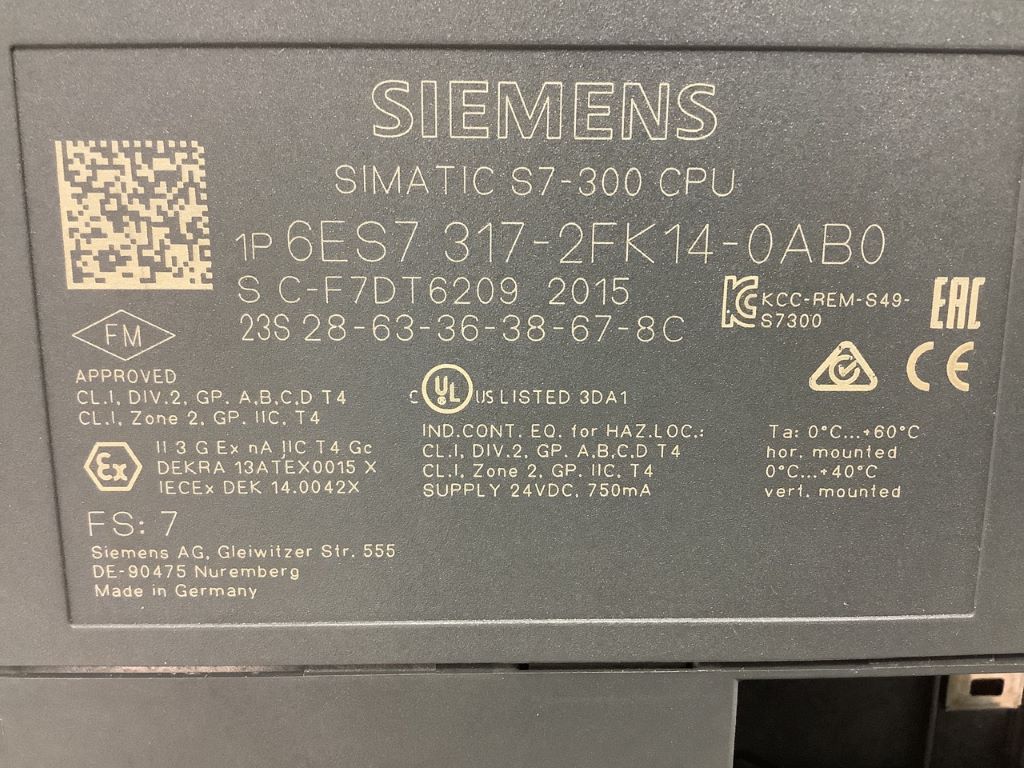 SIEMENS
SIMATIC S7-300 CPU
1P 6ES7 317-2FK14-0AB0
S C-F7DT6209 2015
23S 28-63-36-38-67-8C
KCC-REM-S49-
S7300
EAC
FM
APPROVED
CL.I, DIV.2, GP. A,B,C,D T4
CL.I, Zone 2, GP. IIC, T4
Ex
II 3 G Ex nA IIC T4 Gc
DEKRA 13ATEX0015 X
IECEx DEK 14.0042X
C UL US LISTED 3DA1
IND.CONT. EQ. for HAZ.LOC.:
CL.I, DIV.2, GP. A,B,C,D T4
CL.I, Zone 2, GP. IIC, T4
SUPPLY 24VDC, 750mA
CE
Ta: 0°C...+60°C
hor. mounted
0°C...+40°C
vert. mounted
FS: 7
Siemens AG, Gleiwitzer Str. 555
DE-90475 Nuremberg
Made in Germany